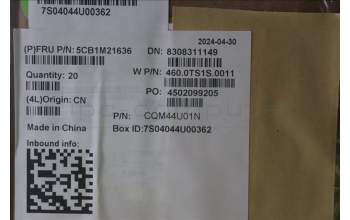 7S04044U00362
2024-04-30
(P)FRU P/N: 5CB1M21636 DN: 8308311149
Quantity: 20 W P/N: 460.0TS1S.0011
(4L)Origin: CN PO: 4502099205
P/N: CQM44U01N
Made in China Box ID:7S04044U00362
Inbound info: